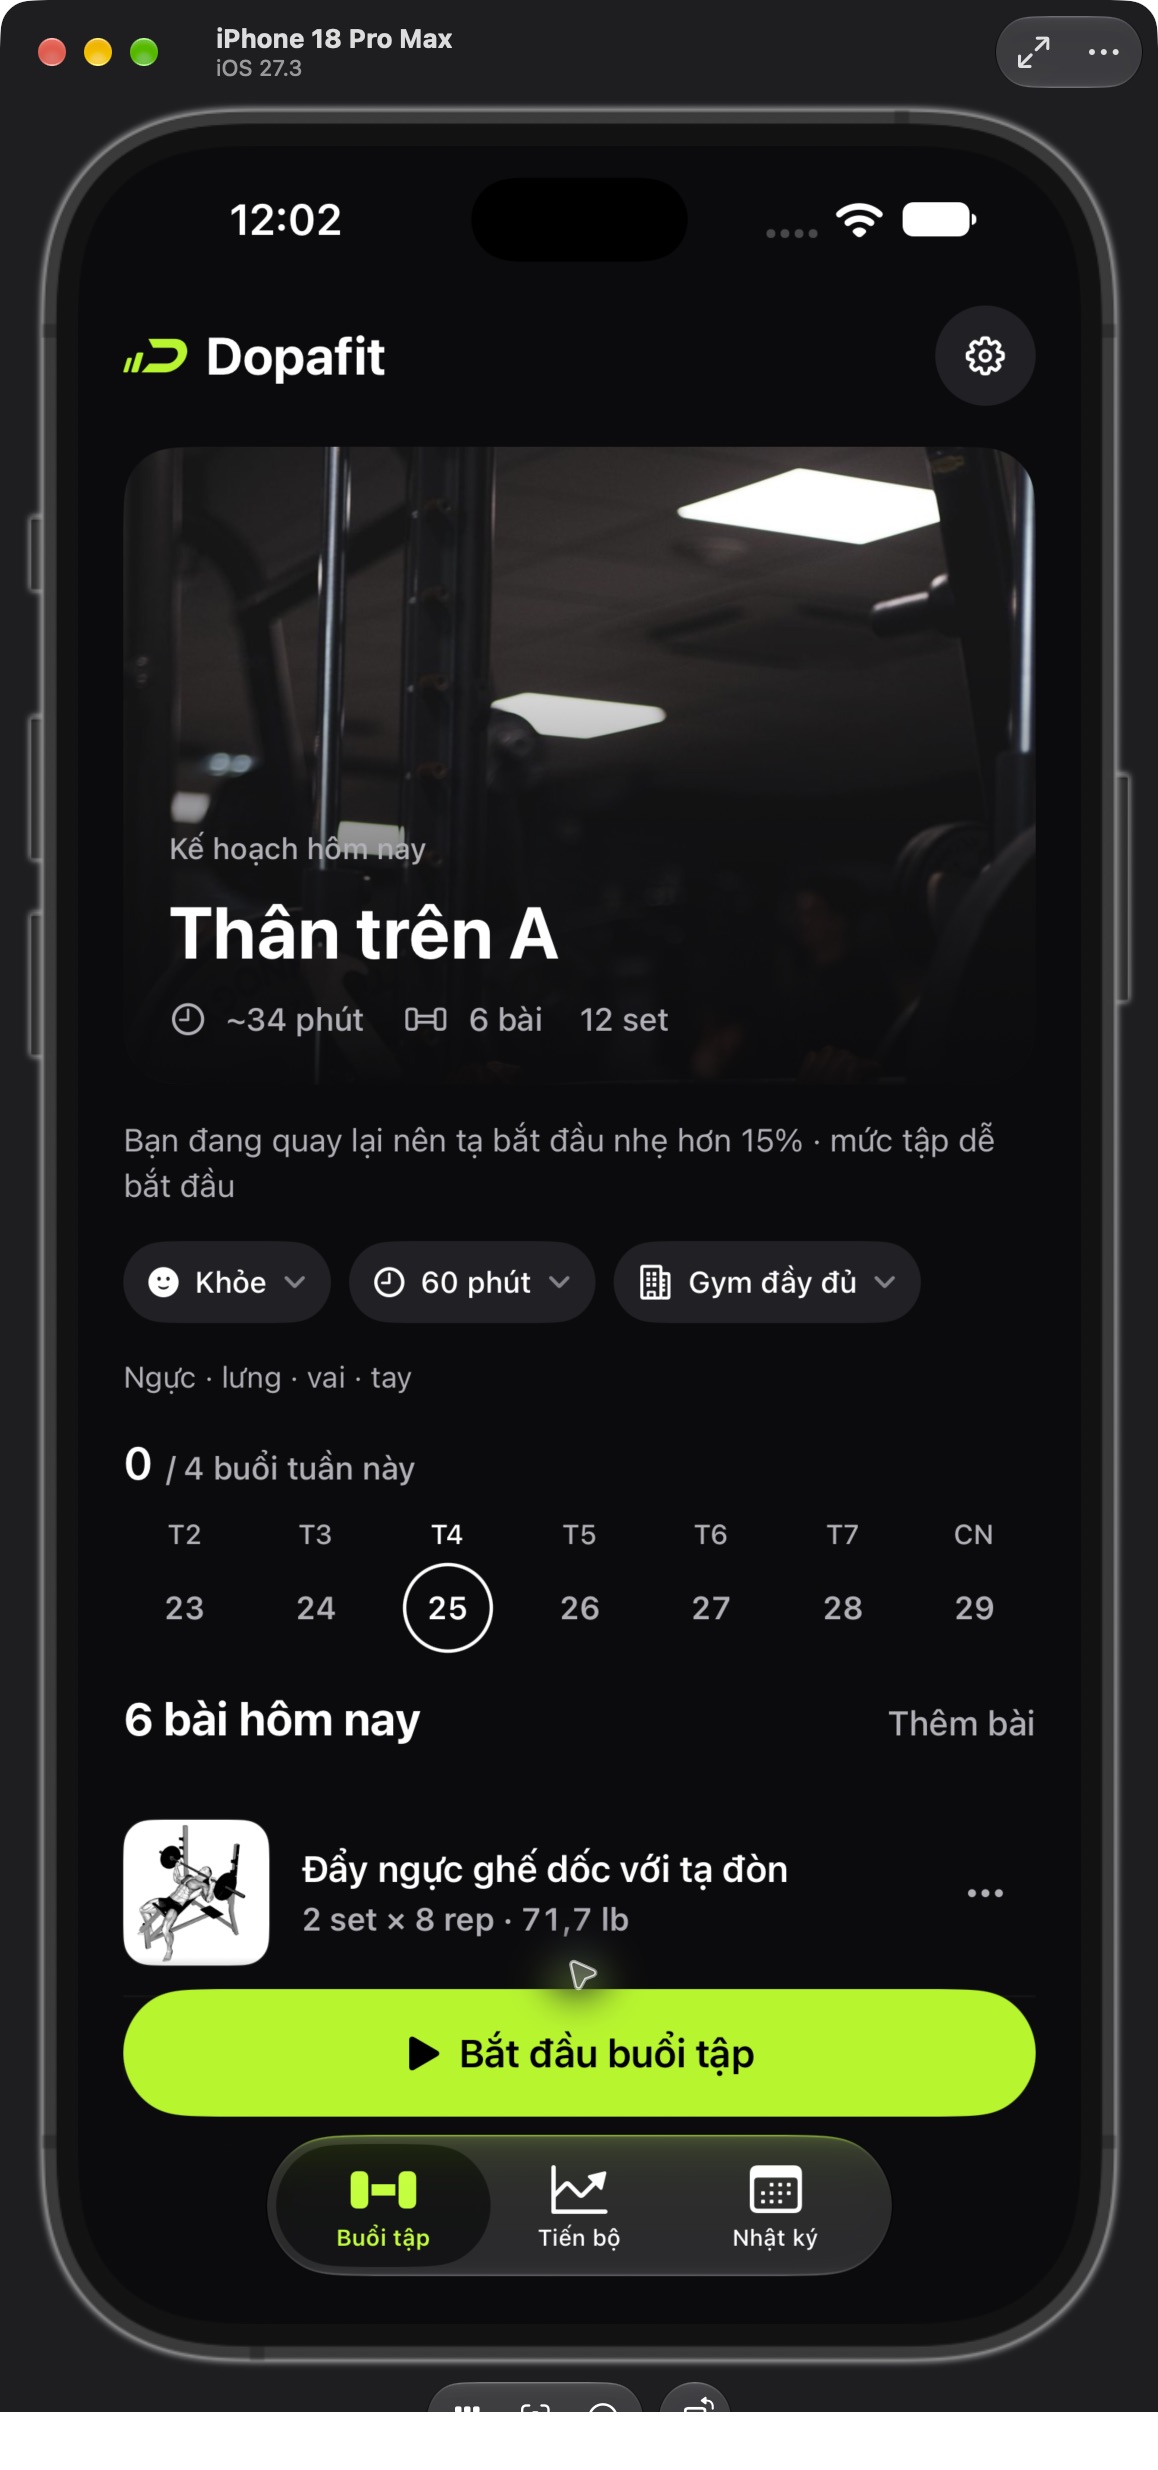 iPhone 18 Pro Max
iOS 27.3
12:02
Dopafit
Kế hoạch hôm nay
Thân trên A
~34 phút 6 bài 12 set
Bạn đang quay lại nên tạ bắt đầu nhẹ hơn 15% · mức tập dễ
bắt đầu
Khỏe 60 phút Gym đầy đủ
Ngực · lưng · vai · tay
0 / 4 buổi tuần này
T2 T3 T4 T5 T6 T7 CN
23 24 25 26 27 28 29
6 bài hôm nay Thêm bài
Đẩy ngực ghế dốc với tạ đòn
2 set × 8 rep · 71,7 lb
Bắt đầu buổi tập
Buổi tập Tiến bộ Nhật ký